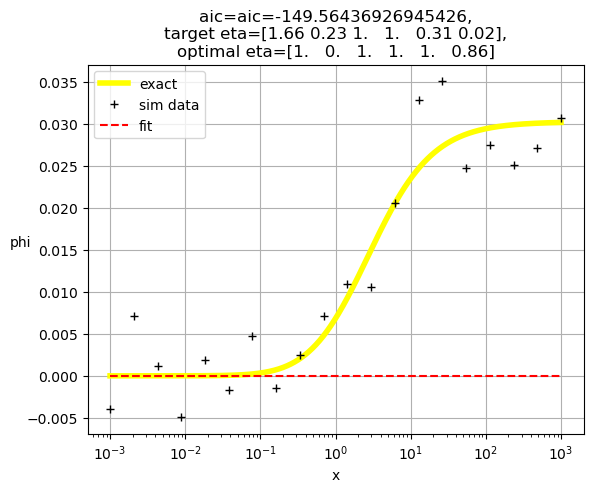 aic=aic=-149.56436926945426,
target eta=[1.66 0.23 1.   1.   0.31 0.02],
optimal eta=[1.   0.   1.   1.   1.   0.86]
exact
sim data
fit
0.035
0.030
0.025
0.020
0.015
0.010
0.005
0.000
−0.005
phi
10⁻³
10⁻²
10⁻¹
10⁰
10¹
10²
10³
x